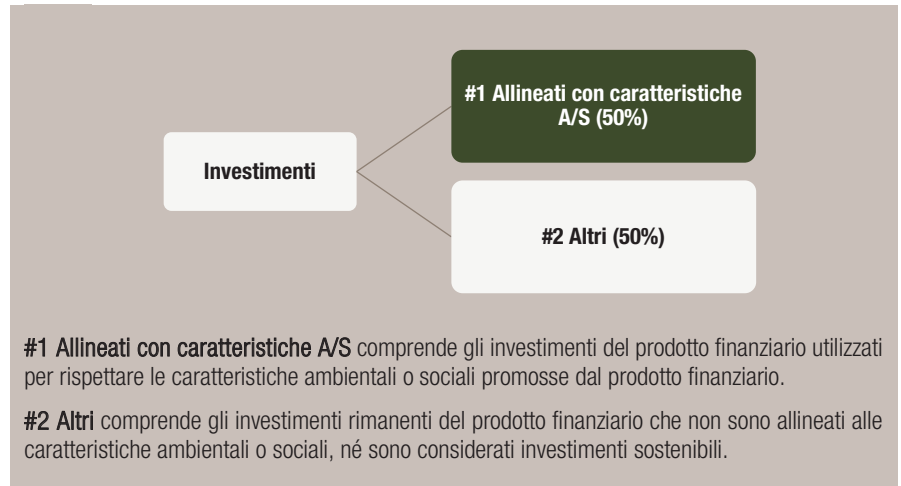 #1 Allineati con caratteristiche
A/S (50%)
Investimenti
#2 Altri (50%)
#1 Allineati con caratteristiche A/S comprende gli investimenti del prodotto finanziario utilizzati
per rispettare le caratteristiche ambientali o sociali promosse dal prodotto finanziario.
#2 Altri comprende gli investimenti rimanenti del prodotto finanziario che non sono allineati alle
caratteristiche ambientali o sociali, né sono considerati investimenti sostenibili.